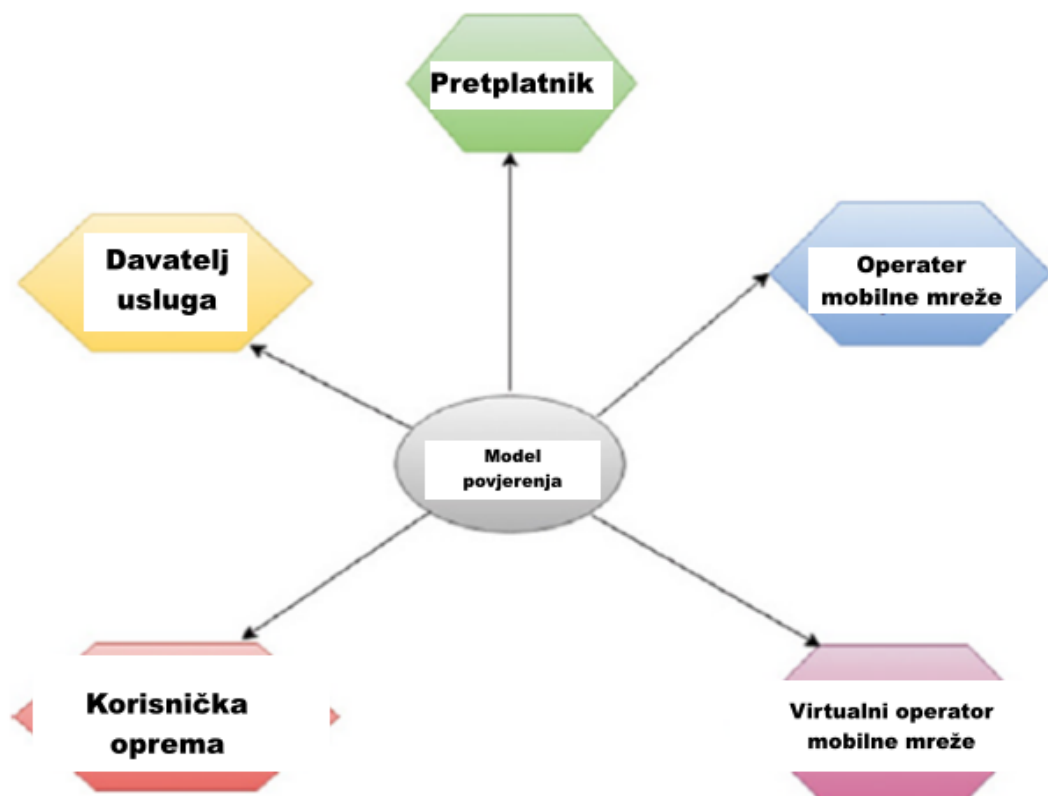 Pretplatnik
Davatelj
usluga
Operater
mobilne mreže
Model
povjerenja
Korisnička
oprema
Virtualni operator
mobilne mreže